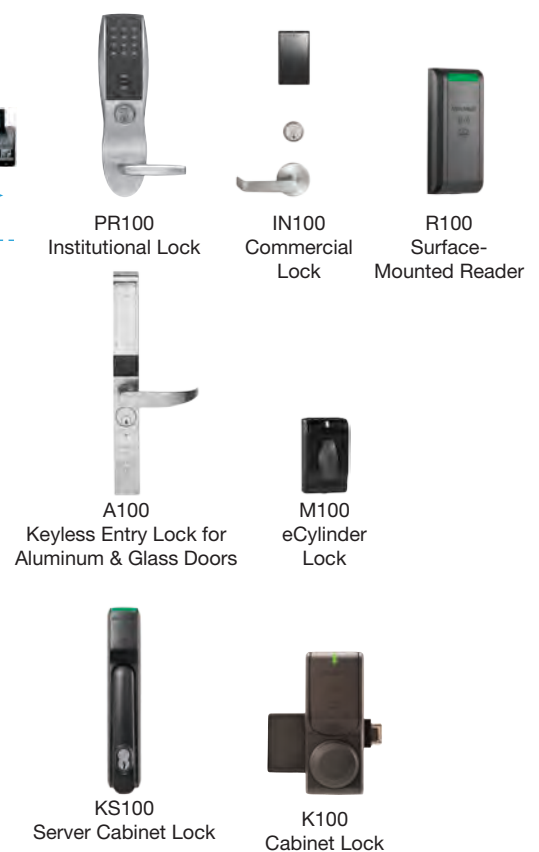 PR100
Institutional Lock
IN100
Commercial
Lock
R100
Surface-
Mounted Reader
A100
Keyless Entry Lock for
Aluminum & Glass Doors
M100
eCylinder
Lock
KS100
Server Cabinet Lock
K100
Cabinet Lock